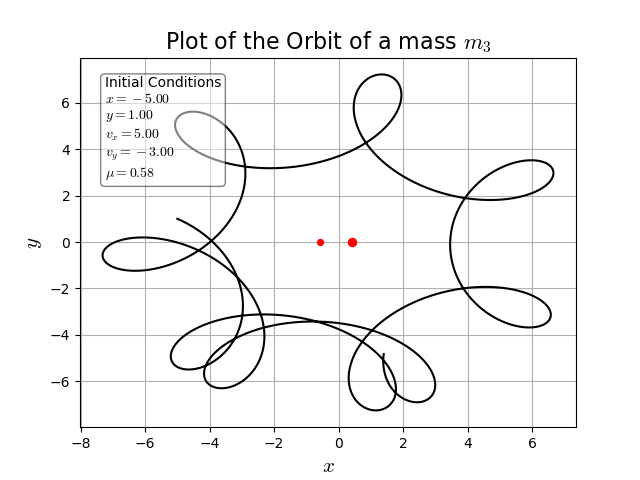 Plot of the Orbit of a mass m₃
Initial Conditions
x = −5.00
y = 1.00
vₓ = 5.00
v_y = −3.00
μ = 0.58
6
4
2
0
−2
−4
−6
y
−8 −6 −4 −2 0 2 4 6
x